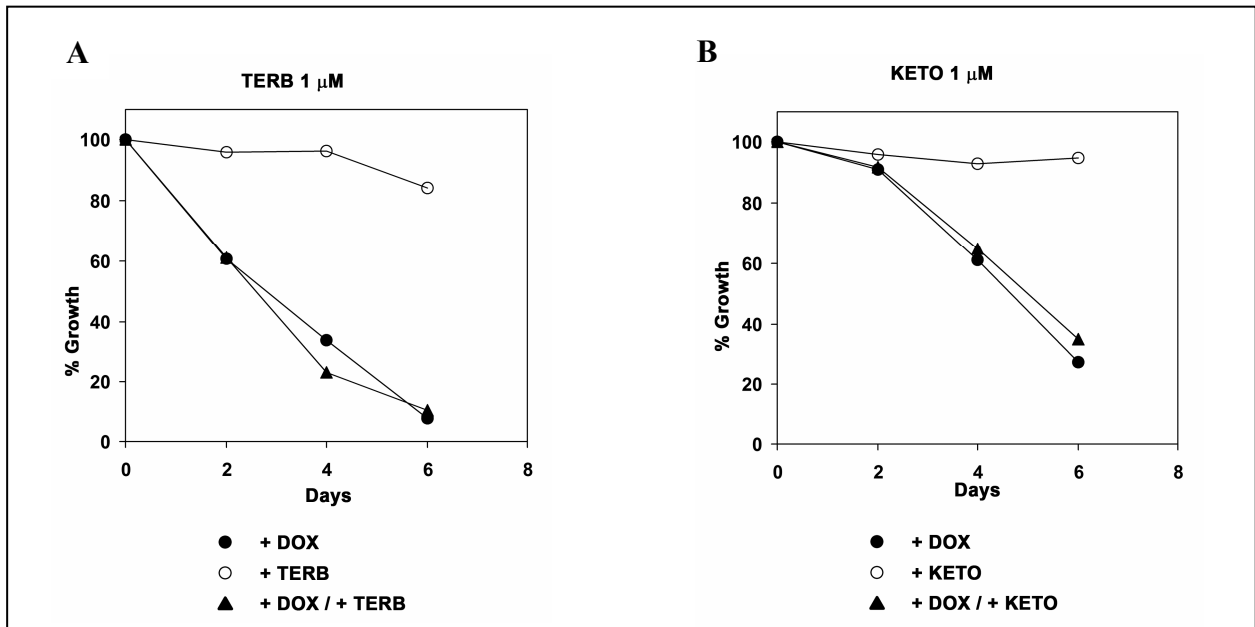 A
TERB 1 μM
% Growth
100
80
60
40
20
0
0 2 4 6 8
Days
+ DOX
+ TERB
+ DOX / + TERB
B
KETO 1 μM
% Growth
100
80
60
40
20
0
0 2 4 6 8
Days
+ DOX
+ KETO
+ DOX / + KETO